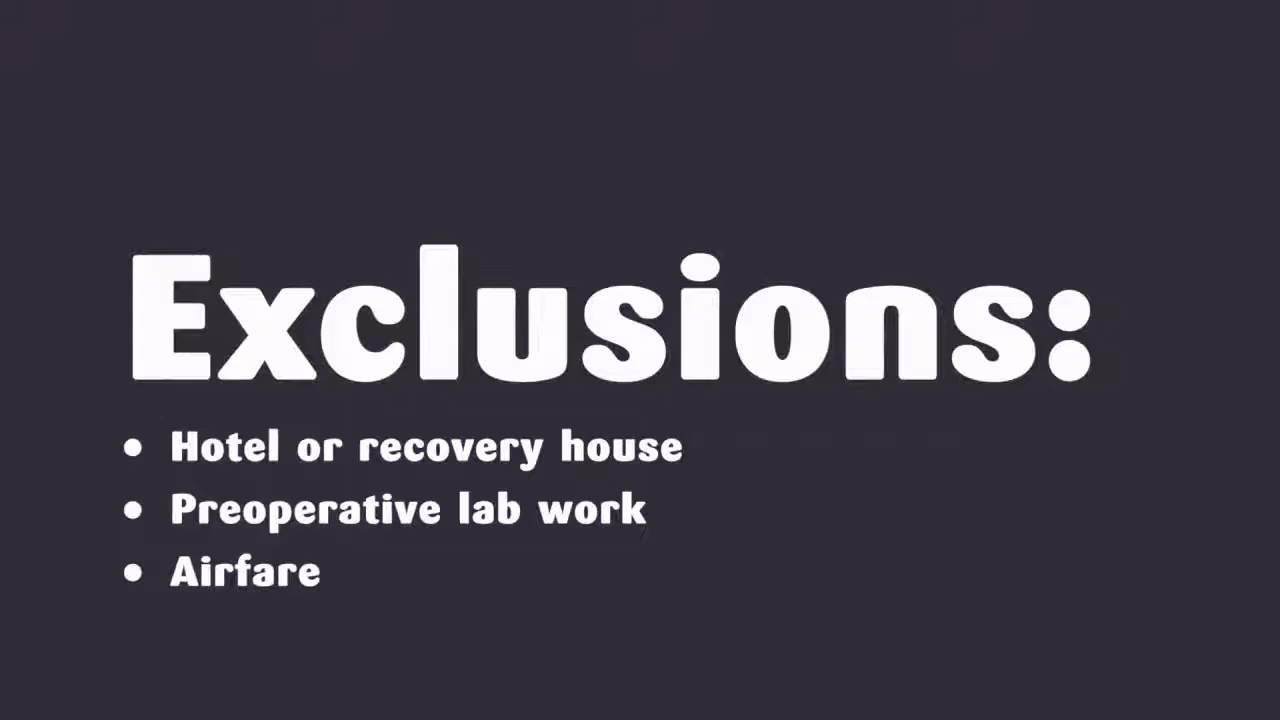 Exclusions:
• Hotel or recovery house
• Preoperative lab work
• Airfare